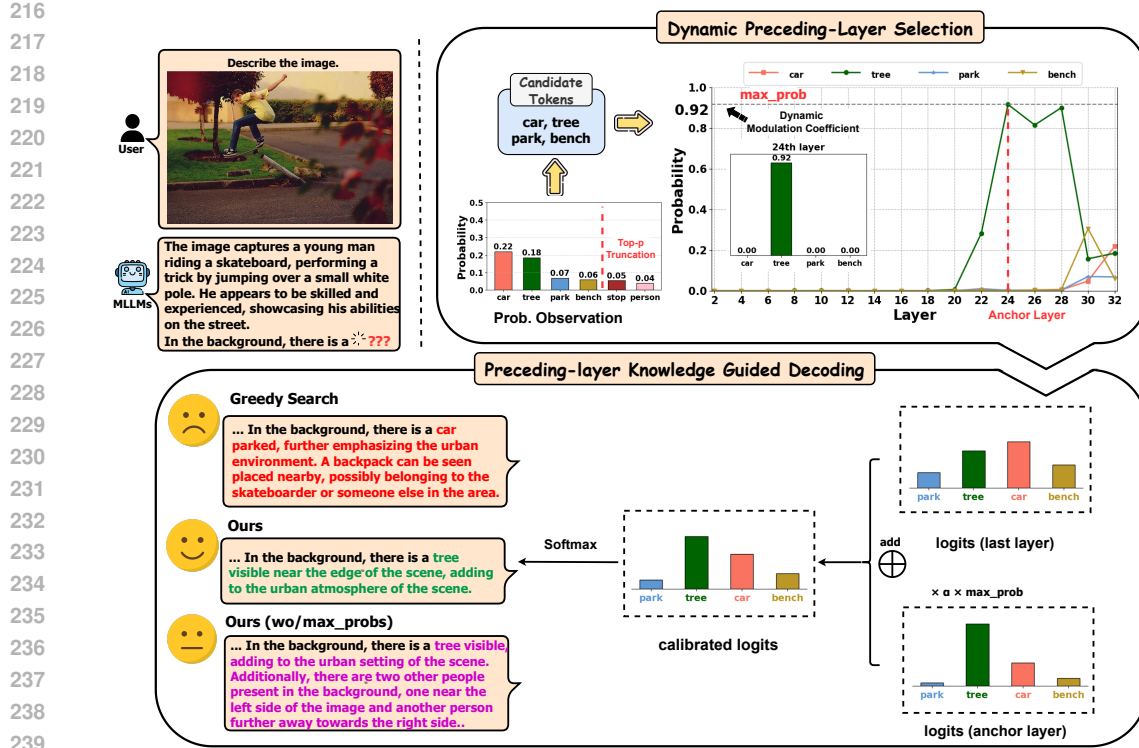 216
217
218
219
220
221
222
223
224
225
226
227
228
229
230
231
232
233
234
235
236
237
238
239
Describe the image.
User
The image captures a young man
riding a skateboard, performing a
trick by jumping over a small white
pole. He appears to be skilled and
experienced, showcasing his abilities
on the street.
In the background, there is a ???
MLLMs
Dynamic Preceding-Layer Selection
Candidate
Tokens
car, tree
park, bench
0.5
0.4
0.3
0.2
0.1
0.0
Probability
0.22
0.18
0.07
0.06
0.05
0.04
Top-p
Truncation
car tree park bench stop person
Prob. Observation
car tree park bench
1.0
0.92
0.8
0.6
0.4
0.2
0.0
Probability
max_prob
Dynamic
Modulation Coefficient
24th layer
0.92
0.00 0.00 0.00
car tree park bench
2 4 6 8 10 12 14 16 18 20 22 24 26 28 30 32
Layer
Anchor Layer
Preceding-layer Knowledge Guided Decoding
Greedy Search
... In the background, there is a car
parked, further emphasizing the urban
environment. A backpack can be seen
placed nearby, possibly belonging to the
skateboarder or someone else in the area.
Ours
... In the background, there is a tree
visible near the edge of the scene, adding
to the urban atmosphere of the scene.
Ours (wo/max_probs)
... In the background, there is a tree visible,
adding to the urban setting of the scene.
Additionally, there are two other people
present in the background, one near the
left side of the image and another person
further away towards the right side..
Softmax
park tree car bench
calibrated logits
add
park tree car bench
logits (last layer)
× α × max_prob
park tree car bench
logits (anchor layer)